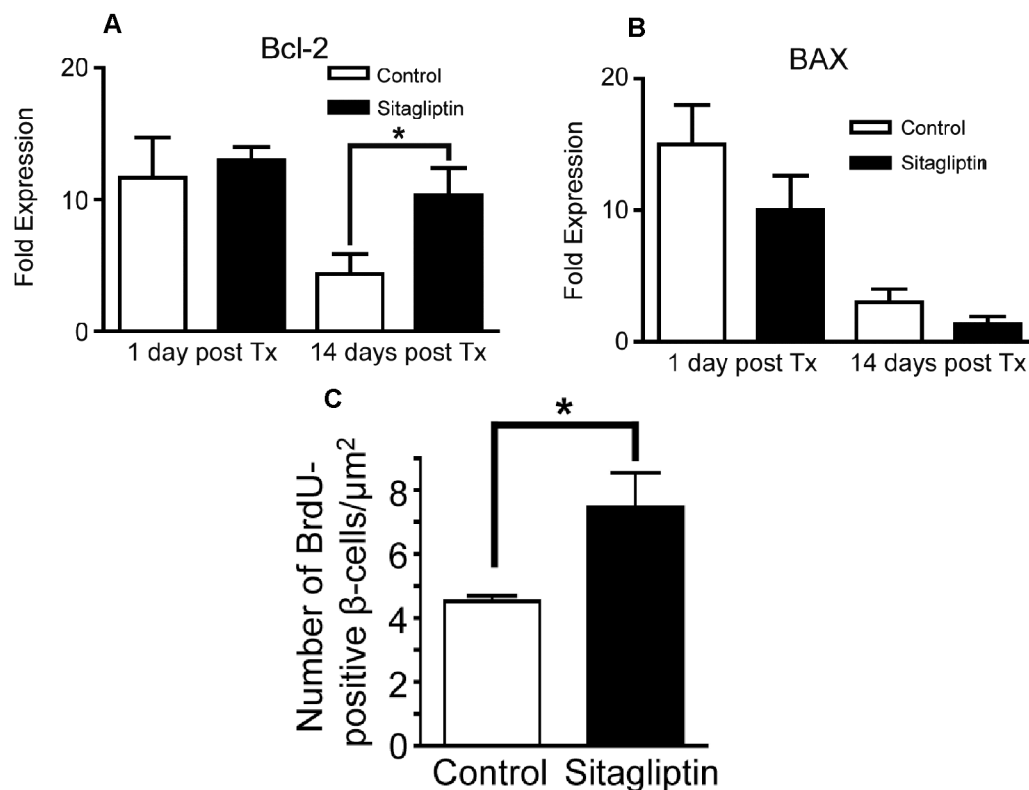 A
Bcl-2
Control
Sitagliptin
*
Fold Expression
20
10
0
1 day post Tx
14 days post Tx
B
BAX
Control
Sitagliptin
Fold Expression
20
10
0
1 day post Tx
14 days post Tx
C
*
Number of BrdU-
positive β-cells/μm²
8
6
4
2
0
Control
Sitagliptin